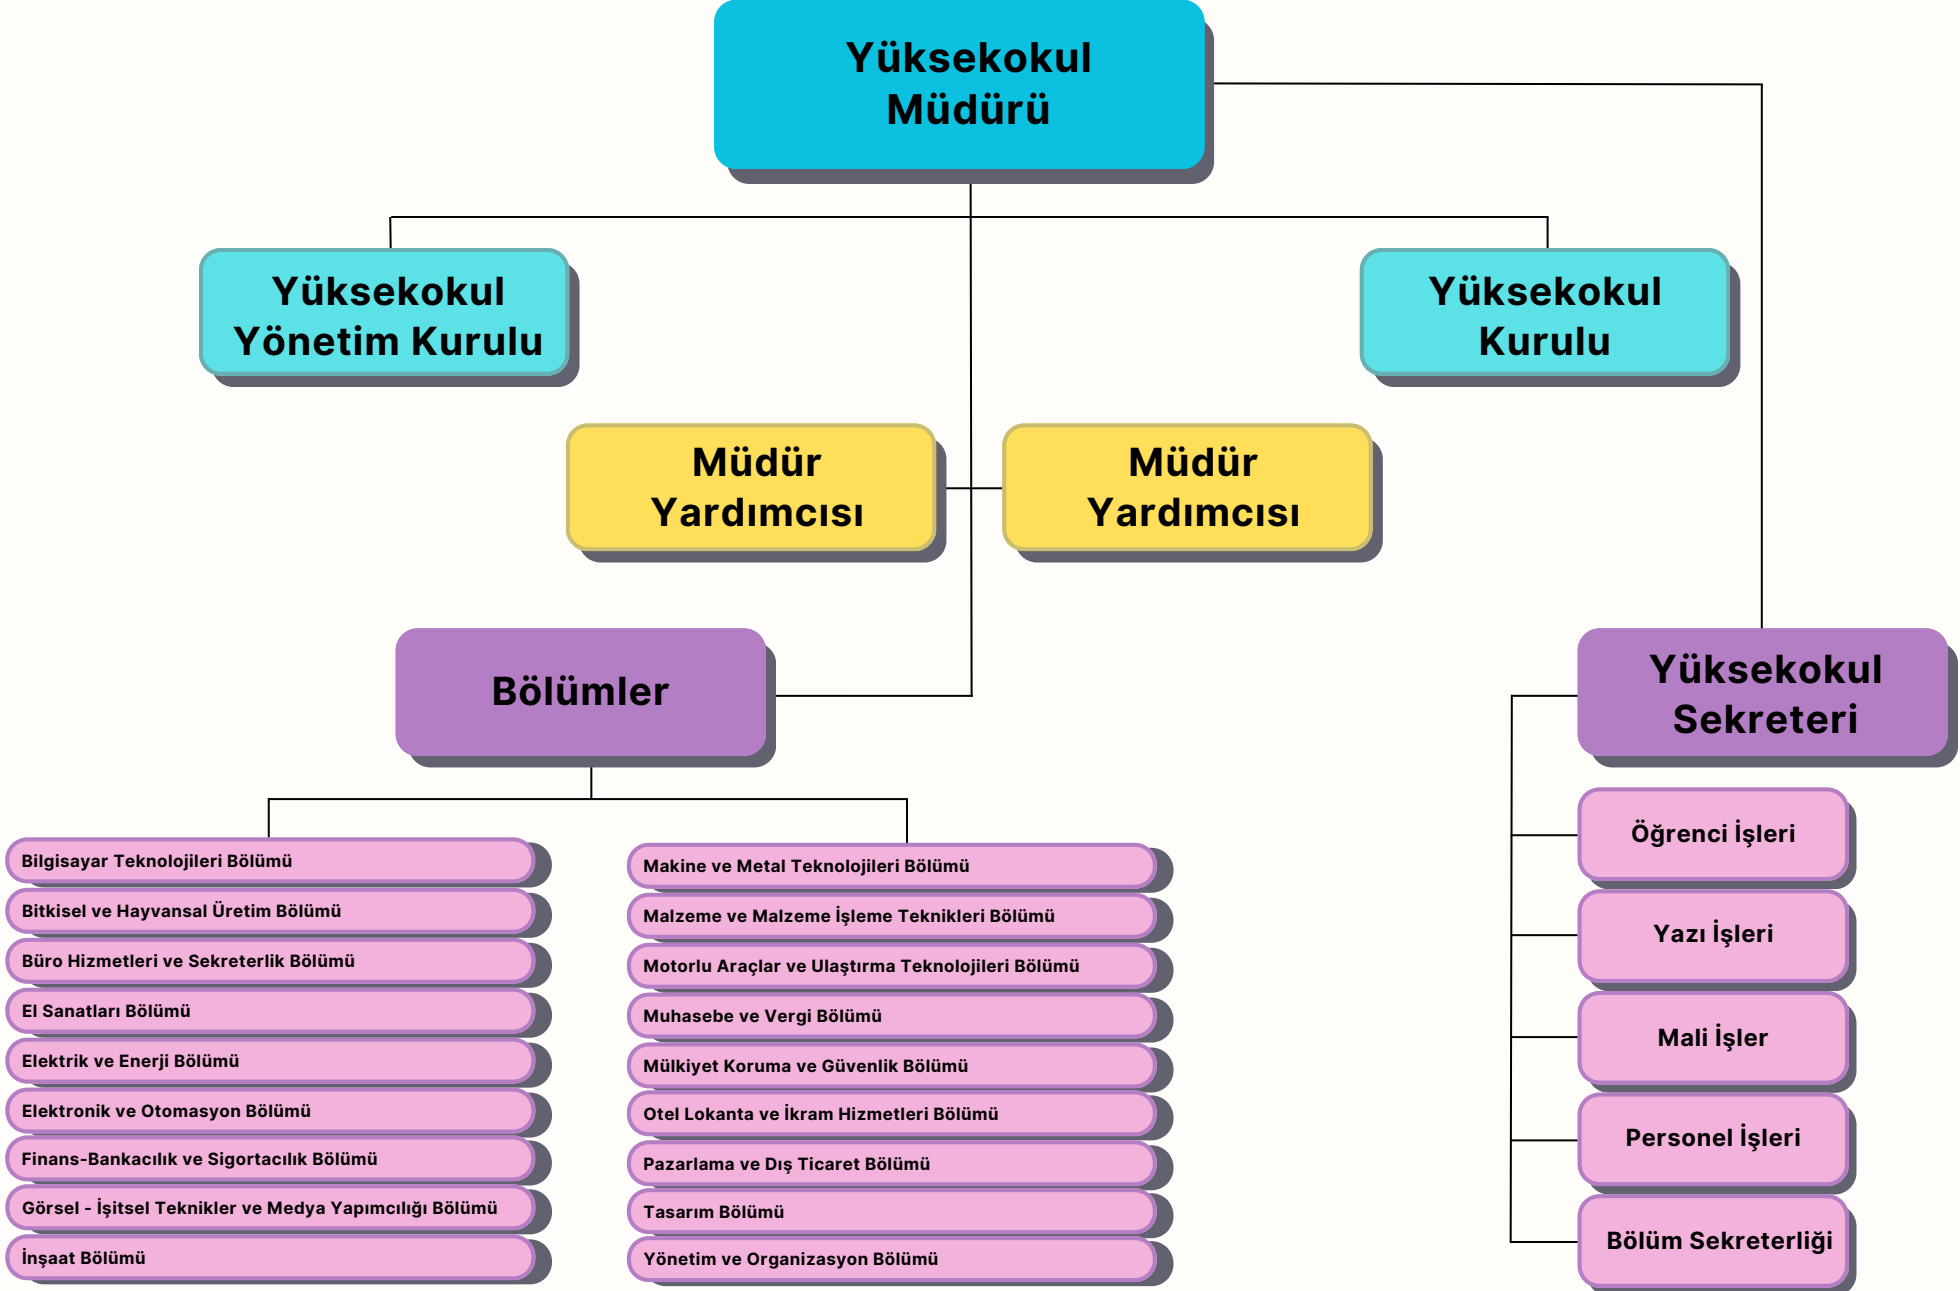 Yüksekokul
Müdürü
Yüksekokul
Yönetim Kurulu
Yüksekokul
Kurulu
Müdür
Yardımcısı
Müdür
Yardımcısı
Bölümler
Yüksekokul
Sekreteri
Bilgisayar Teknolojileri Bölümü
Bitkisel ve Hayvansal Üretim Bölümü
Büro Hizmetleri ve Sekreterlik Bölümü
El Sanatları Bölümü
Elektrik ve Enerji Bölümü
Elektronik ve Otomasyon Bölümü
Finans-Bankacılık ve Sigortacılık Bölümü
Görsel - İşitsel Teknikler ve Medya Yapımcılığı Bölümü
İnşaat Bölümü
Makine ve Metal Teknolojileri Bölümü
Malzeme ve Malzeme İşleme Teknikleri Bölümü
Motorlu Araçlar ve Ulaştırma Teknolojileri Bölümü
Muhasebe ve Vergi Bölümü
Mülkiyet Koruma ve Güvenlik Bölümü
Otel Lokanta ve İkram Hizmetleri Bölümü
Pazarlama ve Dış Ticaret Bölümü
Tasarım Bölümü
Yönetim ve Organizasyon Bölümü
Öğrenci İşleri
Yazı İşleri
Mali İşler
Personel İşleri
Bölüm Sekreterliği